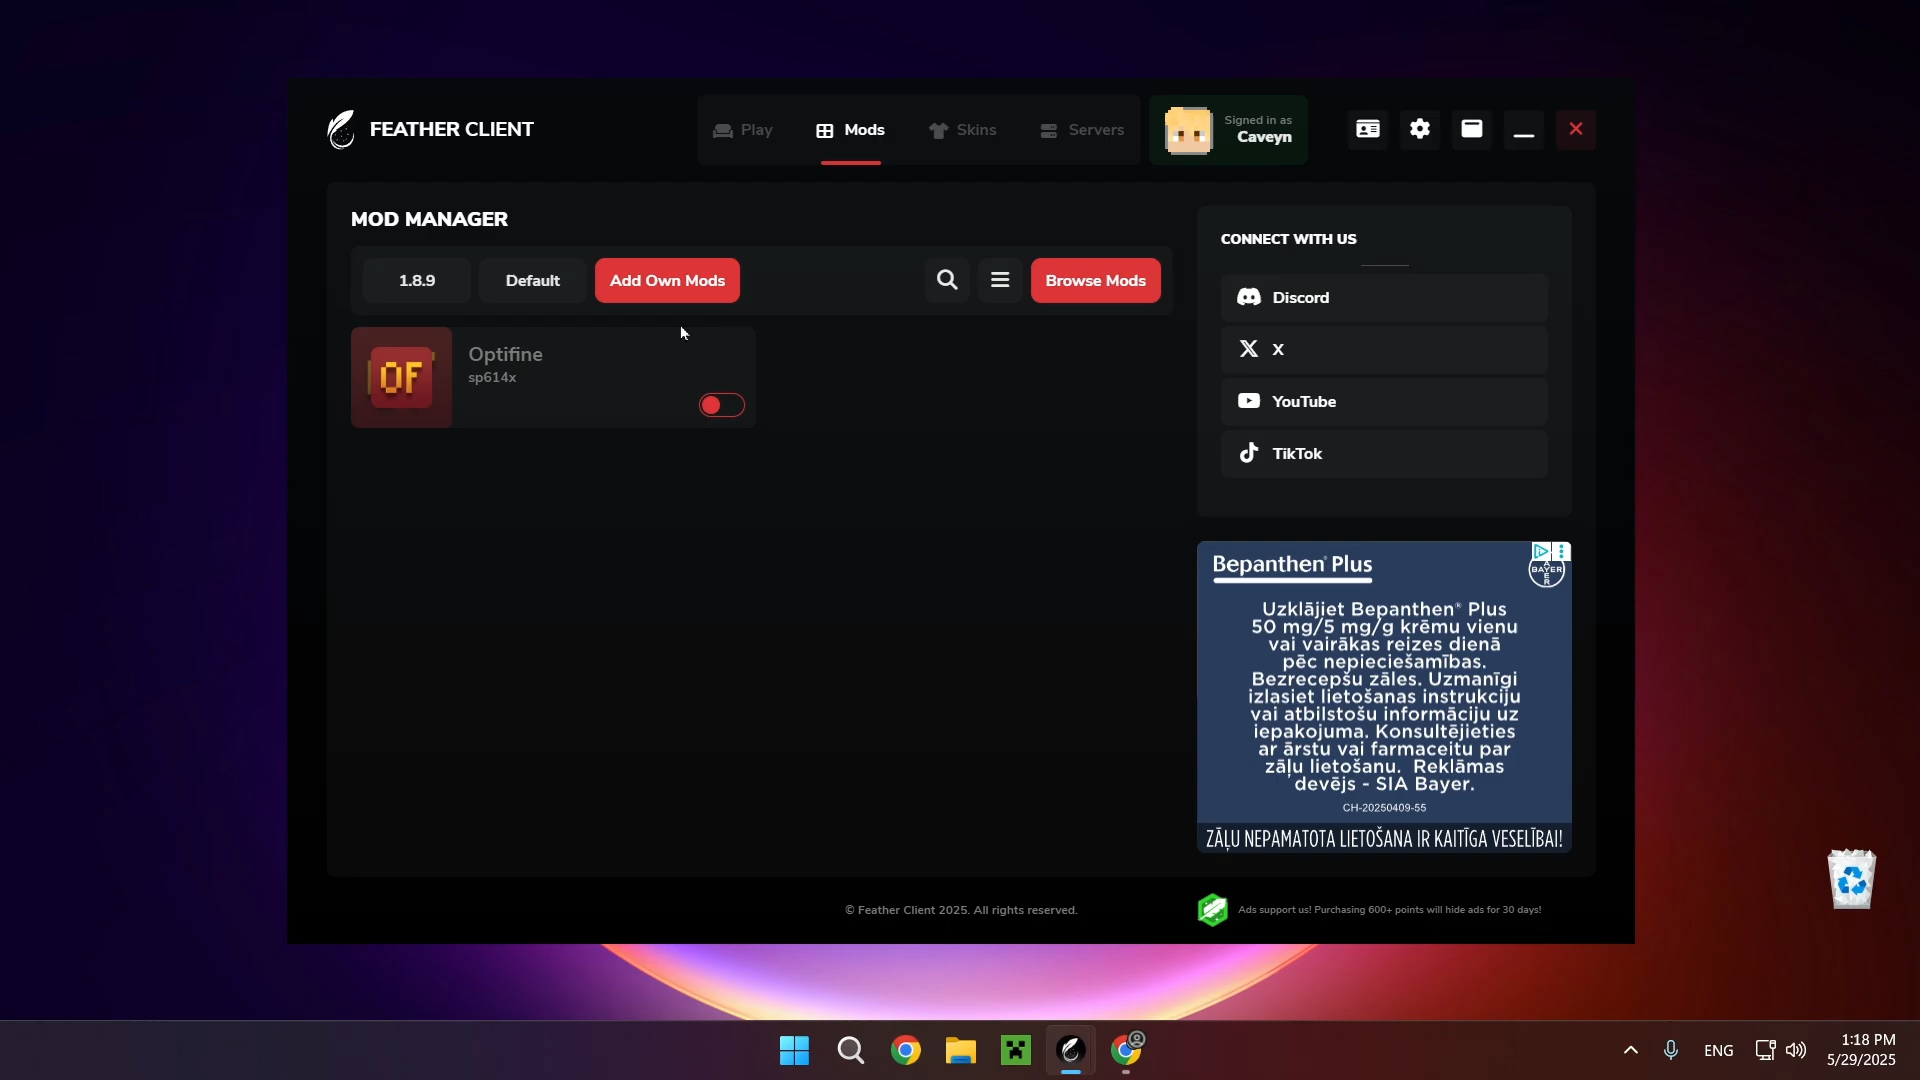 FEATHER CLIENT
Play
Mods
Skins
Servers
Signed in as
Caveyn
MOD MANAGER
1.8.9
Default
Add Own Mods
Browse Mods
OF
Optifine
sp614x
CONNECT WITH US
Discord
X
YouTube
TikTok
Bepanthen® Plus
BAYER
Uzklājiet Bepanthen® Plus
50 mg/5 mg/g krēmu vienu
vai vairākas reizes dienā
pēc nepieciešamības.
Bezrecepšu zāles. Uzmanīgi
izlasiet lietošanas instrukciju
vai atbilstošu informāciju uz
iepakojuma. Konsultējieties
ar ārstu vai farmaceitu par
zāļu lietošanu. Reklāmas
devējs - SIA Bayer.
CH-20250409-55
ZĀĻU NEPAMATOTA LIETOŠANA IR KAITĪGA VESELĪBAI!
© Feather Client 2025. All rights reserved.
Ads support us! Purchasing 600+ points will hide ads for 30 days!
ENG
1:18 PM
5/29/2025